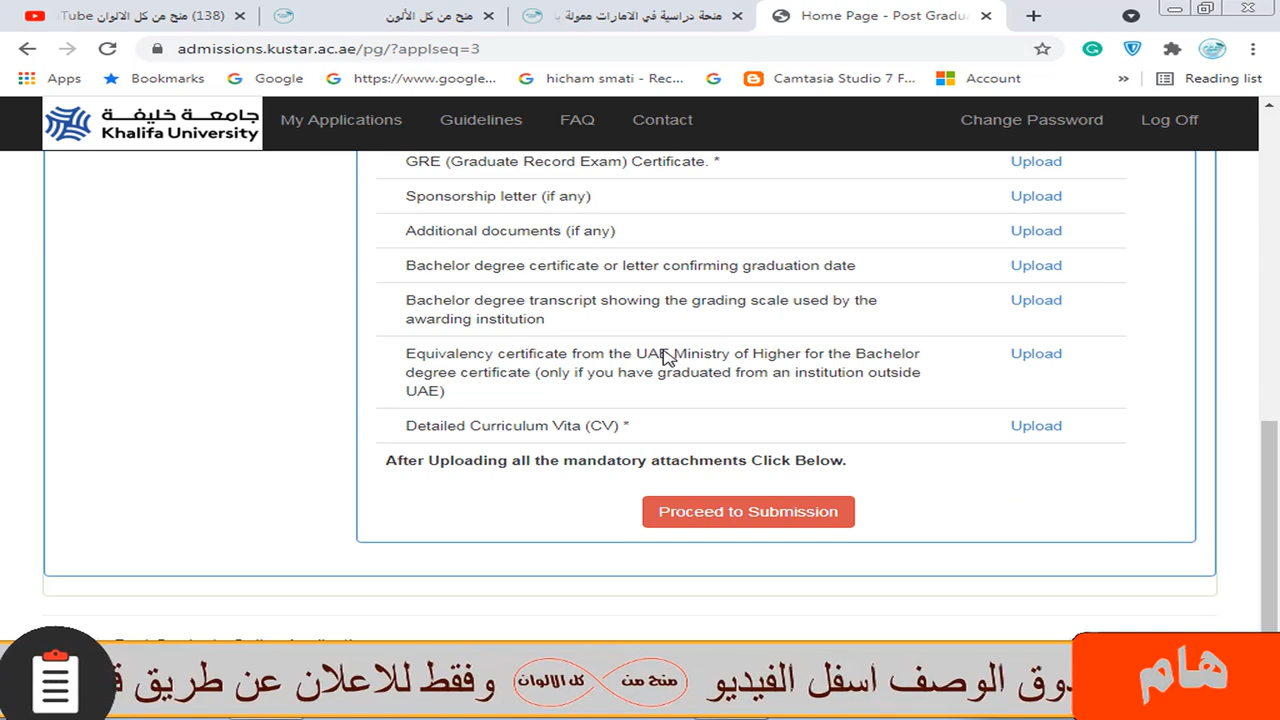 (138) منح من كل الالوان
منح من كل الألون
منحة دراسية في الامارات ممولة با
Home Page - Post Gradua
admissions.kustar.ac.ae/pg/?applseq=3
Apps Bookmarks Google https://www.google... hicham smati - Rec... Camtasia Studio 7 F... Account » Reading list
جامعة خليفة
Khalifa University
My Applications Guidelines FAQ Contact Change Password Log Off
GRE (Graduate Record Exam) Certificate. * Upload
Sponsorship letter (if any) Upload
Additional documents (if any) Upload
Bachelor degree certificate or letter confirming graduation date Upload
Bachelor degree transcript showing the grading scale used by the Upload
awarding institution
Equivalency certificate from the UAE Ministry of Higher for the Bachelor Upload
degree certificate (only if you have graduated from an institution outside
UAE)
Detailed Curriculum Vita (CV) * Upload
After Uploading all the mandatory attachments Click Below.
Proceed to Submission
هام
دوق الوصف اسفل الفيديو
منح من كل الالوان
وفقط للاعلان عن طريق ق